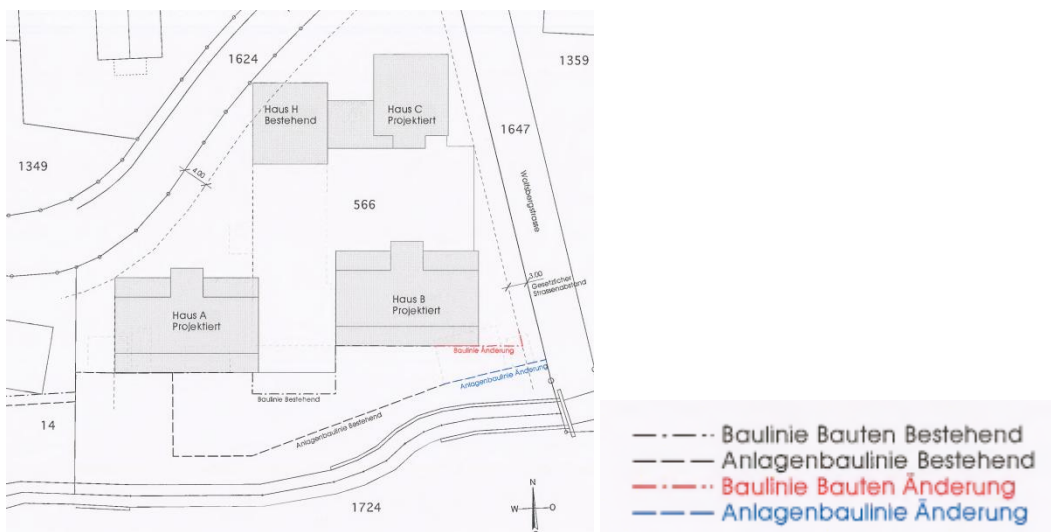 1624
1359
Haus H
Bestehend
Haus C
Projektiert
1647
1349
4.00
Wolfsbergstrasse
566
3.00
Gesetzlicher
Strassenabstand
Haus A
Projektiert
Haus B
Projektiert
Baulinie Änderung
Anlagenbaulinie Änderung
Baulinie Bestehend
Anlagenbaulinie Bestehend
14
1724
N
W
O
S
Baulinie Bauten Bestehend
Anlagenbaulinie Bestehend
Baulinie Bauten Änderung
Anlagenbaulinie Änderung